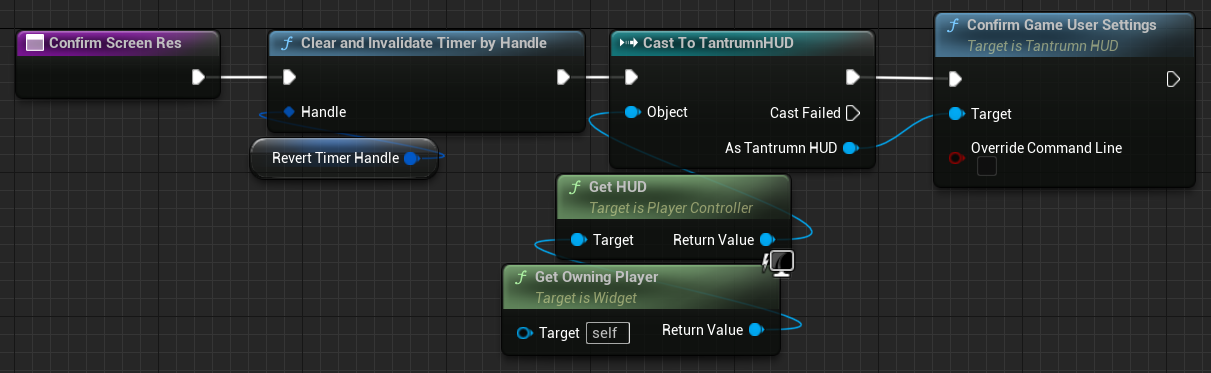 Confirm Screen Res
Clear and Invalidate Timer by Handle
Handle
Revert Timer Handle
Cast To TantrumnHUD
Object
Cast Failed
As Tantrumn HUD
Confirm Game User Settings
Target is Tantrumn HUD
Target
Override Command Line
Get HUD
Target is Player Controller
Target
Return Value
Get Owning Player
Target is Widget
Target self
Return Value